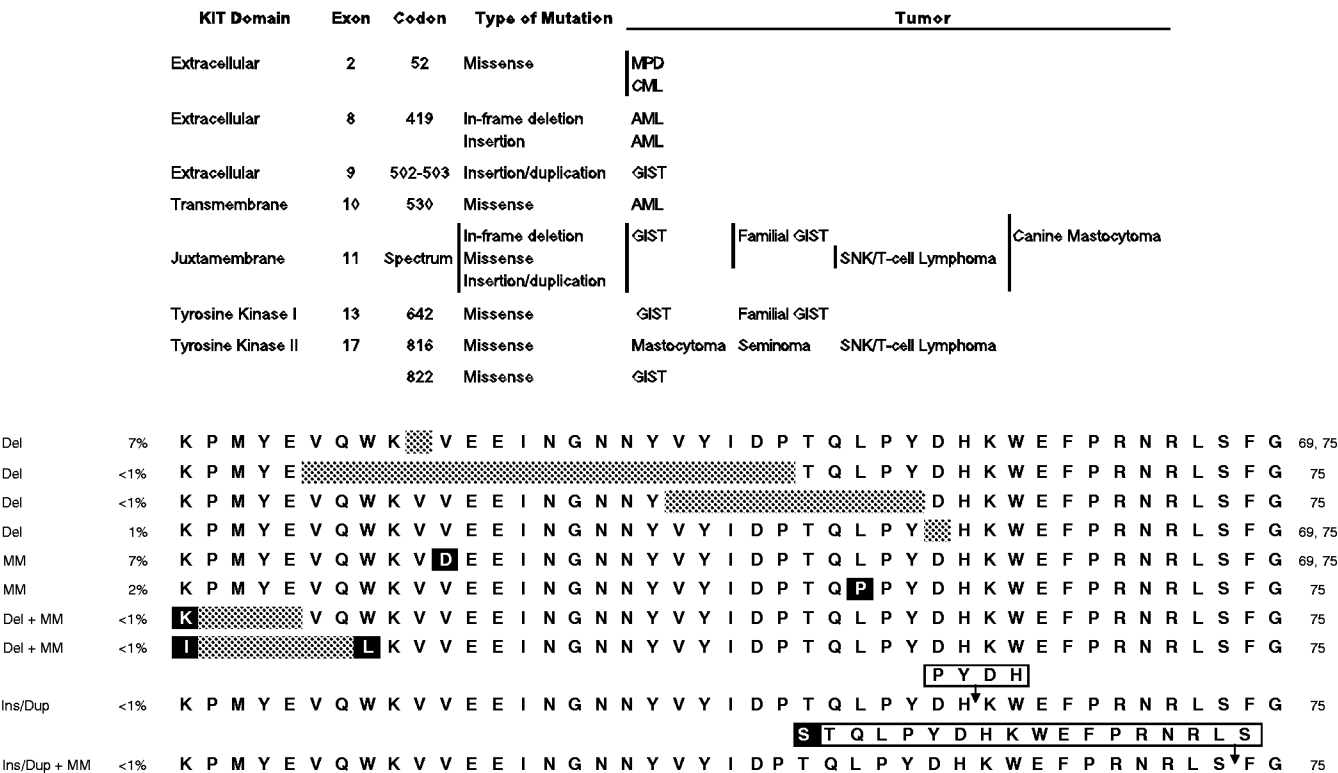 KIT Domain Exon Codon Type of Mutation Tumor
Extracellular 2 52 Missense MPD
CML
Extracellular 8 419 In-frame deletion AML
Insertion AML
Extracellular 9 502-503 Insertion/duplication GIST
Transmembrane 10 530 Missense AML
In-frame deletion GIST Familial GIST Canine Mastocytoma
Juxtamembrane 11 Spectrum Missense SNK/T-cell Lymphoma
Insertion/duplication
Tyrosine Kinase I 13 642 Missense GIST Familial GIST
Tyrosine Kinase II 17 816 Missense Mastocytoma Seminoma SNK/T-cell Lymphoma
822 Missense GIST
Del 7% K P M Y E V Q W K V E E I N G N N Y V Y I D P T Q L P Y D H K W E F P R N R L S F G 69, 75
Del <1% K P M Y E T Q L P Y D H K W E F P R N R L S F G 75
Del <1% K P M Y E V Q W K V V E E I N G N N Y D H K W E F P R N R L S F G 75
Del 1% K P M Y E V Q W K V V E E I N G N N Y V Y I D P T Q L P Y H K W E F P R N R L S F G 69, 75
MM 7% K P M Y E V Q W K V D E E I N G N N Y V Y I D P T Q L P Y D H K W E F P R N R L S F G 69, 75
MM 2% K P M Y E V Q W K V V E E I N G N N Y V Y I D P T Q P P Y D H K W E F P R N R L S F G 75
Del + MM <1% K V Q W K V V E E I N G N N Y V Y I D P T Q L P Y D H K W E F P R N R L S F G 75
Del + MM <1% I L K V V E E I N G N N Y V Y I D P T Q L P Y D H K W E F P R N R L S F G 75
P Y D H
Ins/Dup <1% K P M Y E V Q W K V V E E I N G N N Y V Y I D P T Q L P Y D H K W E F P R N R L S F G 75
S T Q L P Y D H K W E F P R N R L S
Ins/Dup + MM <1% K P M Y E V Q W K V V E E I N G N N Y V Y I D P T Q L P Y D H K W E F P R N R L S F G 75